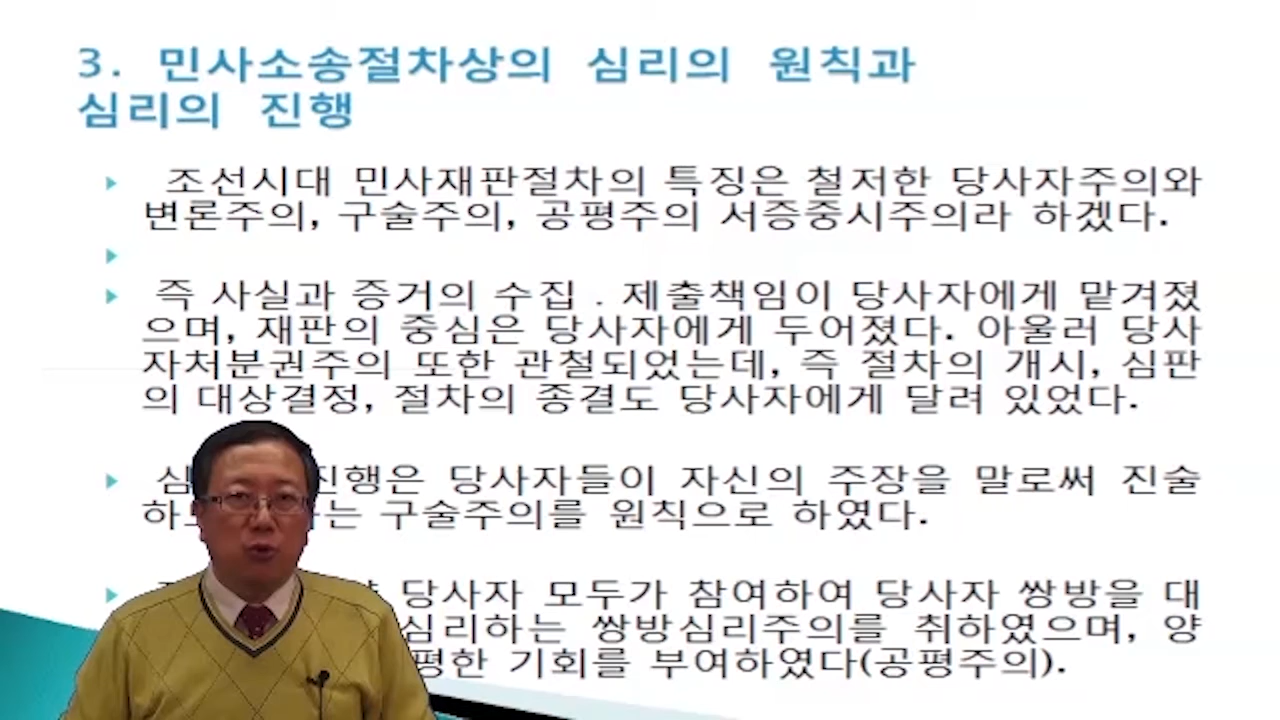 3. 민사소송절차상의 심리의 원칙과
심리의 진행
조선시대 민사재판절차의 특징은 철저한 당사자주의와
변론주의, 구술주의, 공평주의 서증중시주의라 하겠다.
즉 사실과 증거의 수집 . 제출책임이 당사자에게 맡겨졌
으며, 재판의 중심은 당사자에게 두어졌다. 아울러 당사
자처분권주의 또한 관철되었는데, 즉 절차의 개시, 심판
의 대상결정, 절차의 종결도 당사자에게 달려 있었다.
진행은 당사자들이 자신의 주장을 말로써 진술
구술주의를 원칙으로 하였다.
당사자 모두가 참여하여 당사자 쌍방을 대
심리하는 쌍방심리주의를 취하였으며, 양
기회를 부여하였다(공평주의).